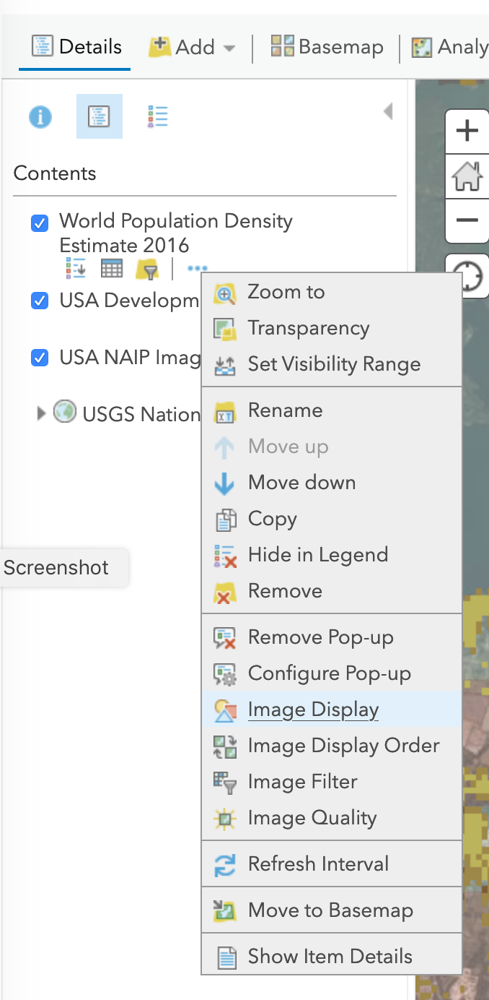 Details Add Basemap Analy
Contents
World Population Density
Estimate 2016
USA Developm
USA NAIP Imag
USGS Nation
Zoom to
Transparency
Set Visibility Range
Rename
Move up
Move down
Copy
Hide in Legend
Remove
Remove Pop-up
Configure Pop-up
Image Display
Image Display Order
Image Filter
Image Quality
Refresh Interval
Move to Basemap
Show Item Details
Screenshot